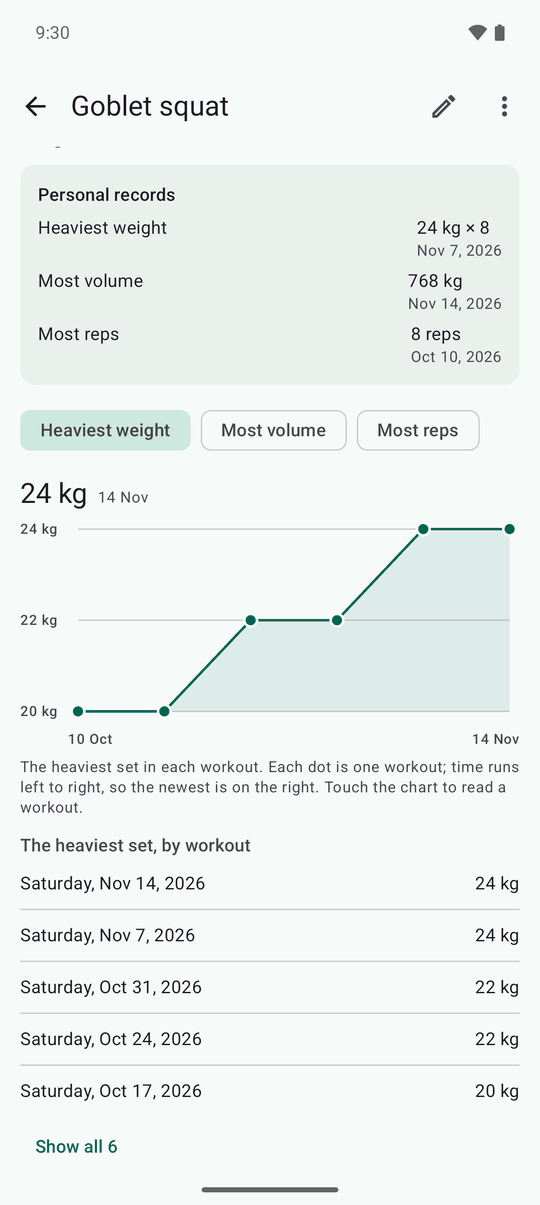 9:30
Goblet squat
Personal records
Heaviest weight
24 kg × 8
Nov 7, 2026
Most volume
768 kg
Nov 14, 2026
Most reps
8 reps
Oct 10, 2026
Heaviest weight
Most volume
Most reps
24 kg 14 Nov
24 kg
22 kg
20 kg
10 Oct
14 Nov
The heaviest set in each workout. Each dot is one workout; time runs
left to right, so the newest is on the right. Touch the chart to read a
workout.
The heaviest set, by workout
Saturday, Nov 14, 2026 24 kg
Saturday, Nov 7, 2026 24 kg
Saturday, Oct 31, 2026 22 kg
Saturday, Oct 24, 2026 22 kg
Saturday, Oct 17, 2026 20 kg
Show all 6